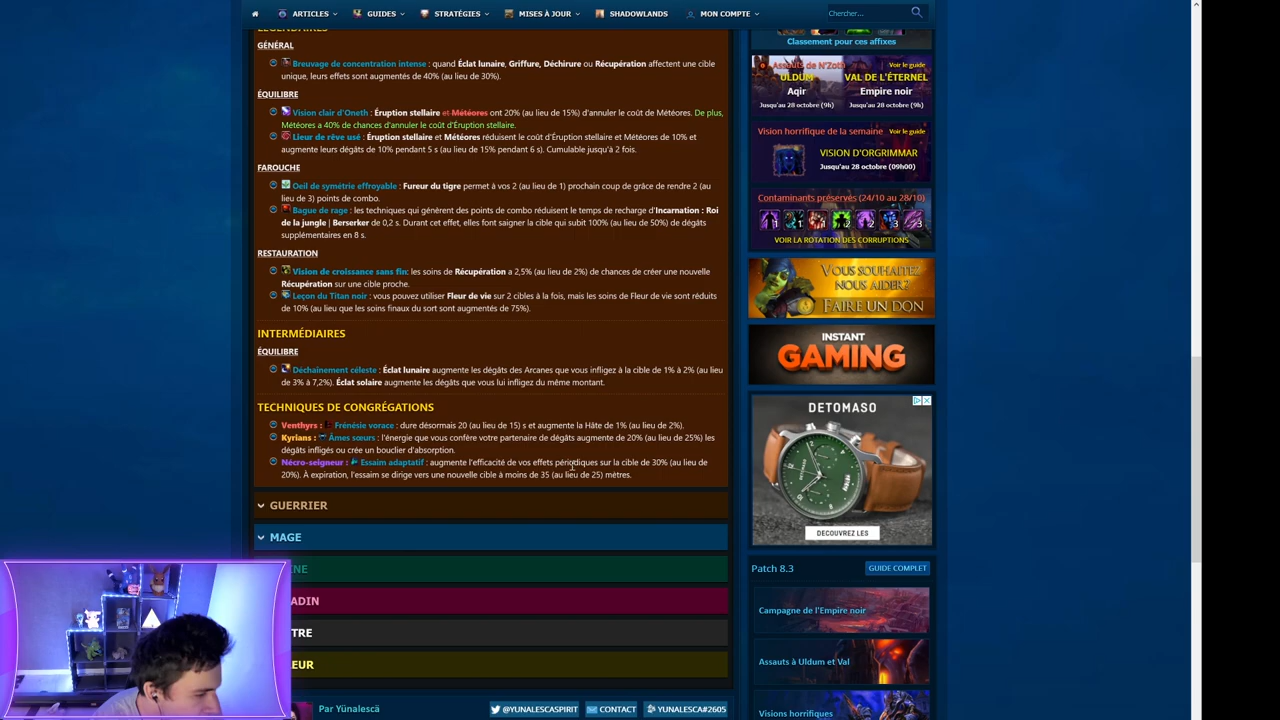 ARTICLES
GUIDES
STRATÉGIES
MISES À JOUR
SHADOWLANDS
MON COMPTE
Chercher...
LÉGENDAIRES
GÉNÉRAL
Breuvage de concentration intense : quand Éclat lunaire, Griffure, Déchirure ou Récupération affectent une cible
unique, leurs effets sont augmentés de 40% (au lieu de 30%).
ÉQUILIBRE
Vision clair d'Oneth : Éruption stellaire et Météores ont 20% (au lieu de 15%) d'annuler le coût de Météores. De plus,
Météores a 40% de chances d'annuler le coût d'Éruption stellaire.
Lieur de rêve usé : Éruption stellaire et Météores réduisent le coût d'Éruption stellaire et Météores de 10% et
augmente leurs dégâts de 10% pendant 5 s (au lieu de 15% pendant 6 s). Cumulable jusqu'à 2 fois.
FAROUCHE
Oeil de symétrie effroyable : Fureur du tigre permet à vos 2 (au lieu de 1) prochain coup de grâce de rendre 2 (au
lieu de 3) points de combo.
Bague de rage : les techniques qui génèrent des points de combo réduisent le temps de recharge d'Incarnation : Roi
de la jungle | Berserker de 0,2 s. Durant cet effet, elles font saigner la cible qui subit 100% (au lieu de 50%) de dégâts
supplémentaires en 8 s.
RESTAURATION
Vision de croissance sans fin: les soins de Récupération a 2,5% (au lieu de 2%) de chances de créer une nouvelle
Récupération sur une cible proche.
Leçon du Titan noir : vous pouvez utiliser Fleur de vie sur 2 cibles à la fois, mais les soins de Fleur de vie sont réduits
de 10% (au lieu que les soins finaux du sort sont augmentés de 75%).
INTERMÉDIAIRES
ÉQUILIBRE
Déchaînement céleste : Éclat lunaire augmente les dégâts des Arcanes que vous infligez à la cible de 1% à 2% (au lieu
de 3% à 7,2%). Éclat solaire augmente les dégâts que vous lui infligez du même montant.
TECHNIQUES DE CONGRÉGATIONS
Venthyrs : Frénésie vorace : dure désormais 20 (au lieu de 15) s et augmente la Hâte de 1% (au lieu de 2%).
Kyrians : Âmes sœurs : l'énergie que vous confère votre partenaire de dégâts augmente de 20% (au lieu de 25%) les
dégâts infligés ou crée un bouclier d'absorption.
Nécro-seigneur : Essaim adaptatif : augmente l'efficacité de vos effets périodiques sur la cible de 30% (au lieu de
20%). À expiration, l'essaim se dirige vers une nouvelle cible à moins de 35 (au lieu de 25) mètres.
GUERRIER
MAGE
NE
ADIN
TRE
EUR
Par Yünalescä
@YUNALESCASPIRIT
CONTACT
YUNALESCA#2605
Classement pour ces affixes
Assauts de N'Zoth
Voir le guide
ULDUM
VAL DE L'ÉTERNEL
Aqir
Empire noir
Jusqu'au 28 octobre (9h)
Jusqu'au 28 octobre (9h)
Vision horrifique de la semaine
Voir le guide
VISION D'ORGRIMMAR
Jusqu'au 28 octobre (09h00)
Contaminants préservés (24/10 au 28/10)
1 1 1 2 2 3 3
VOIR LA ROTATION DES CORRUPTIONS
VOUS SOUHAITEZ
NOUS AIDER?
FAIRE UN DON
INSTANT
GAMING
DETOMASO
DECOUVREZ LES
Patch 8.3
GUIDE COMPLET
Campagne de l'Empire noir
Assauts à Uldum et Val
Visions horrifiques